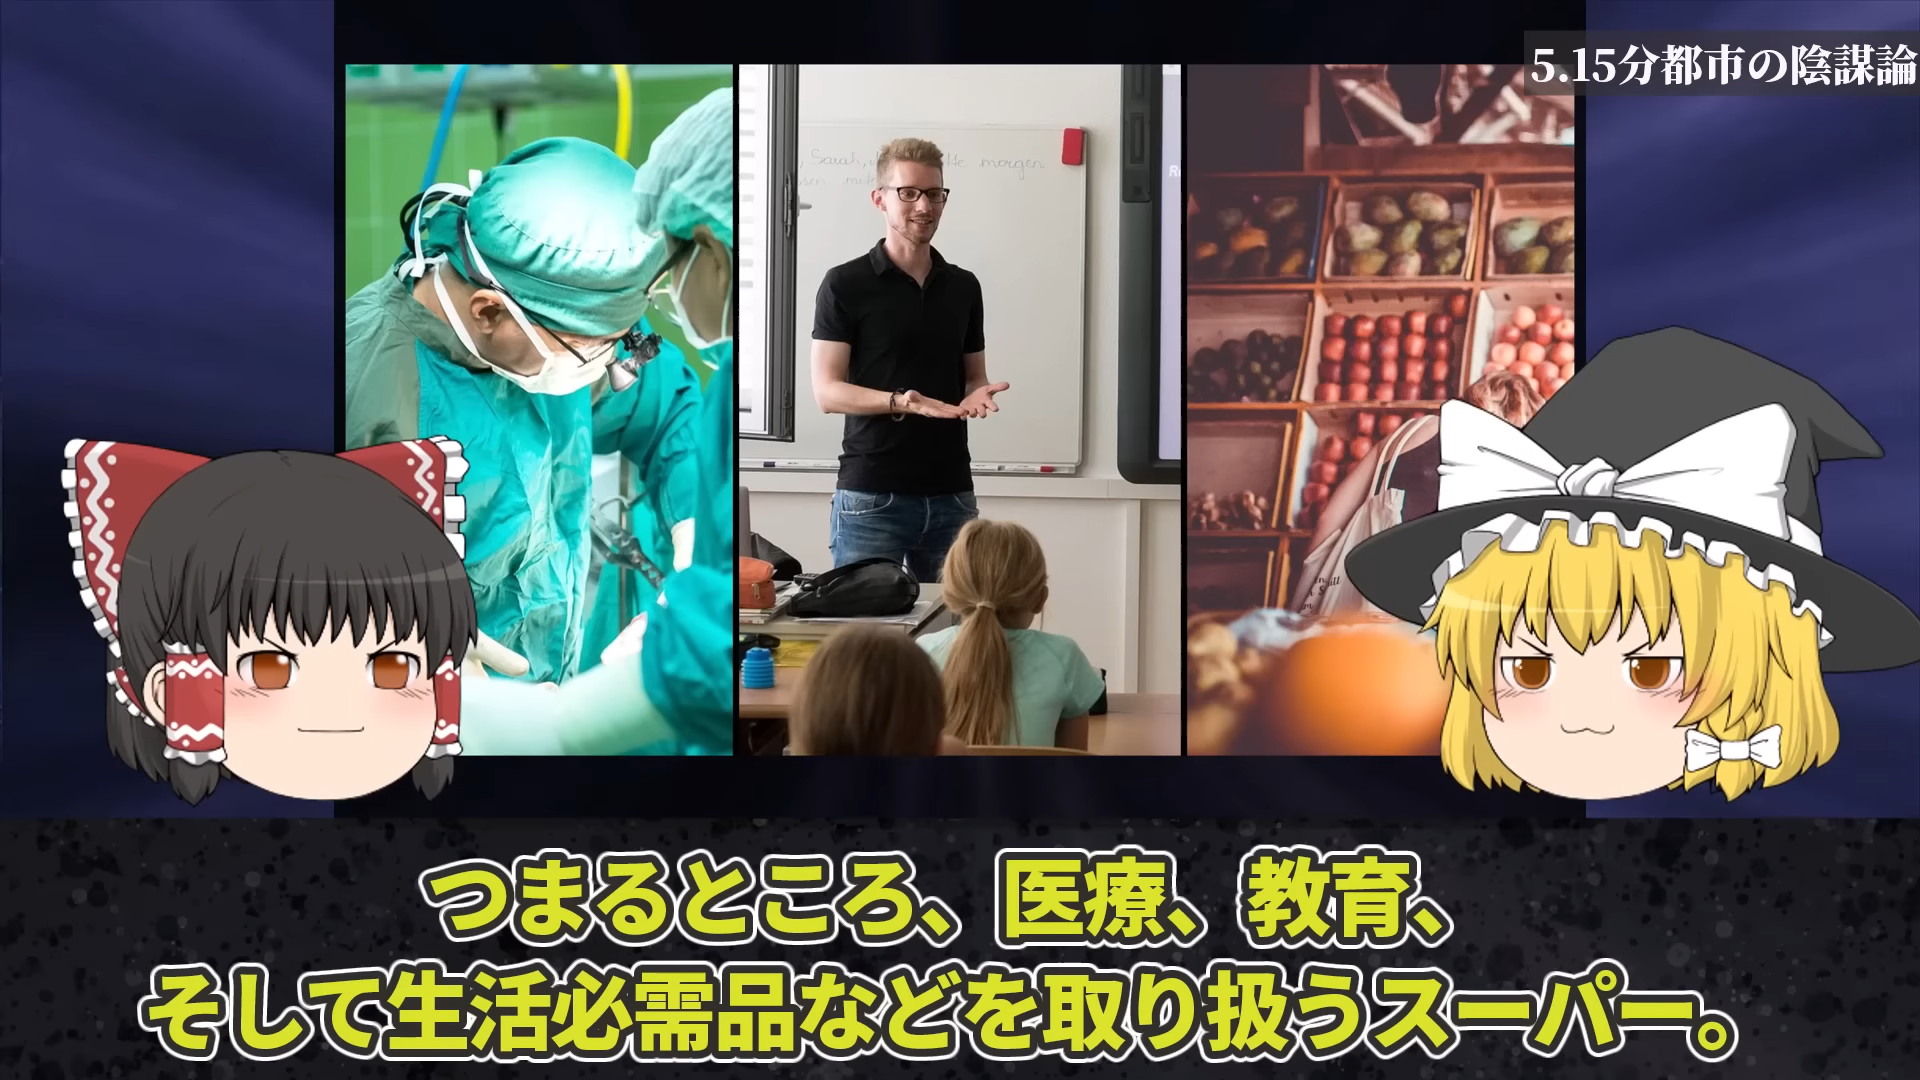 5.15分都市の陰謀論
つまるところ、医療、教育、
そして生活必需品などを取り扱うスーパー。